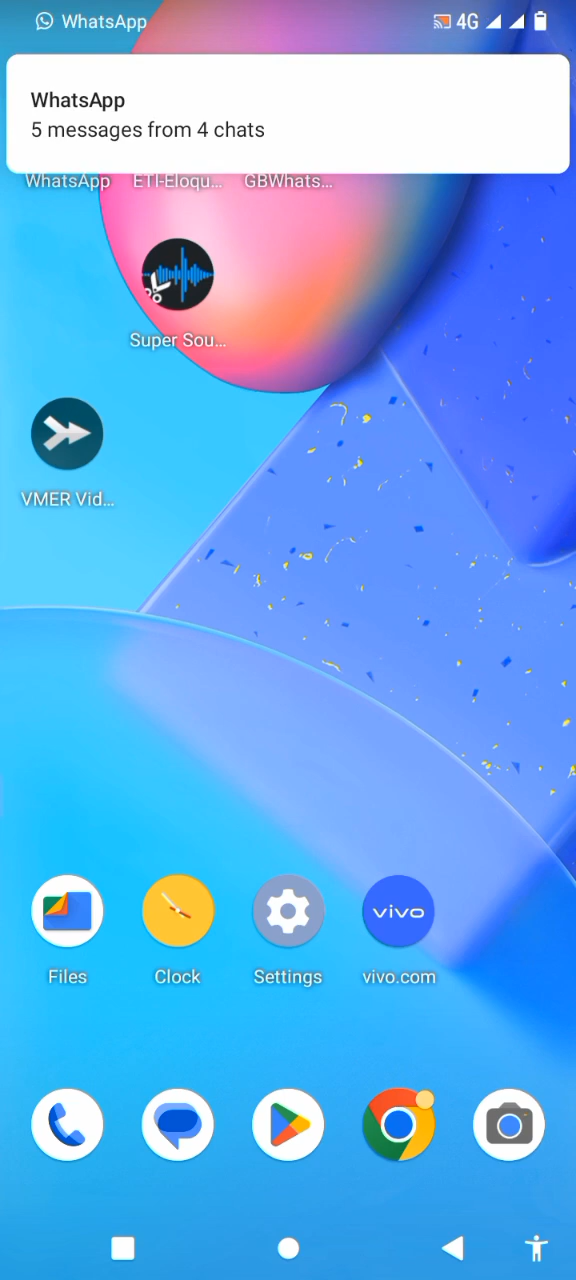 WhatsApp
4G
WhatsApp
5 messages from 4 chats
WhatsApp ETI-Eloqu... GBWhats...
Super Sou...
VMER Vid...
vivo
Files Clock Settings vivo.com